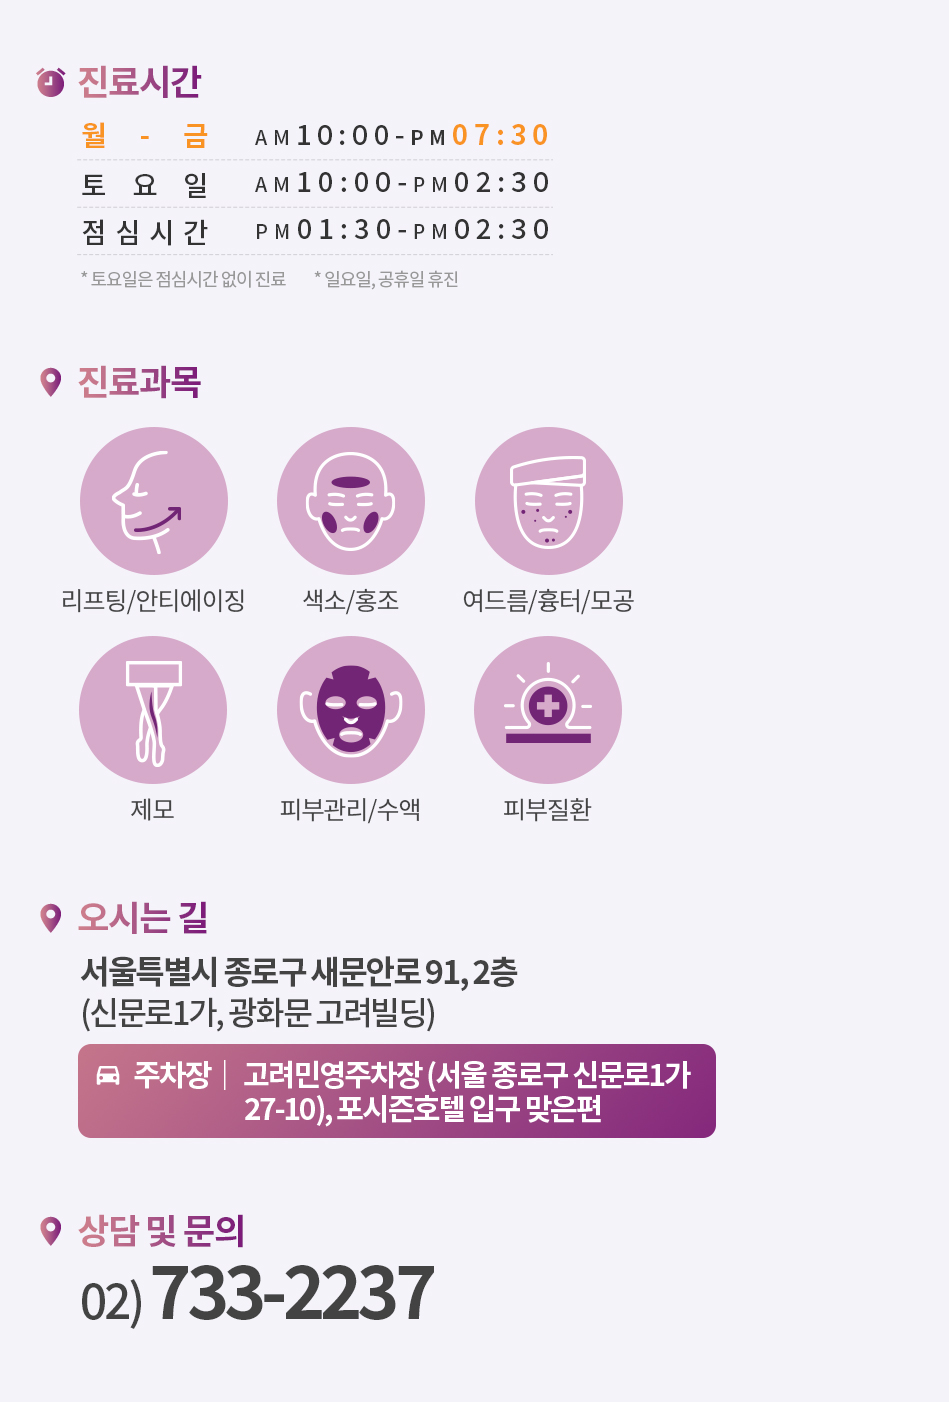 진료시간
월 - 금 AM10:00-PM07:30
토 요 일 AM10:00-PM02:30
점심시간 PM01:30-PM02:30
* 토요일은 점심시간 없이 진료 * 일요일, 공휴일 휴진
진료과목
리프팅/안티에이징 색소/홍조 여드름/흉터/모공
제모 피부관리/수액 피부질환
오시는 길
서울특별시 종로구 새문안로 91, 2층
(신문로1가, 광화문 고려빌딩)
주차장 | 고려민영주차장 (서울 종로구 신문로1가
27-10), 포시즌호텔 입구 맞은편
상담 및 문의
02) 733-2237